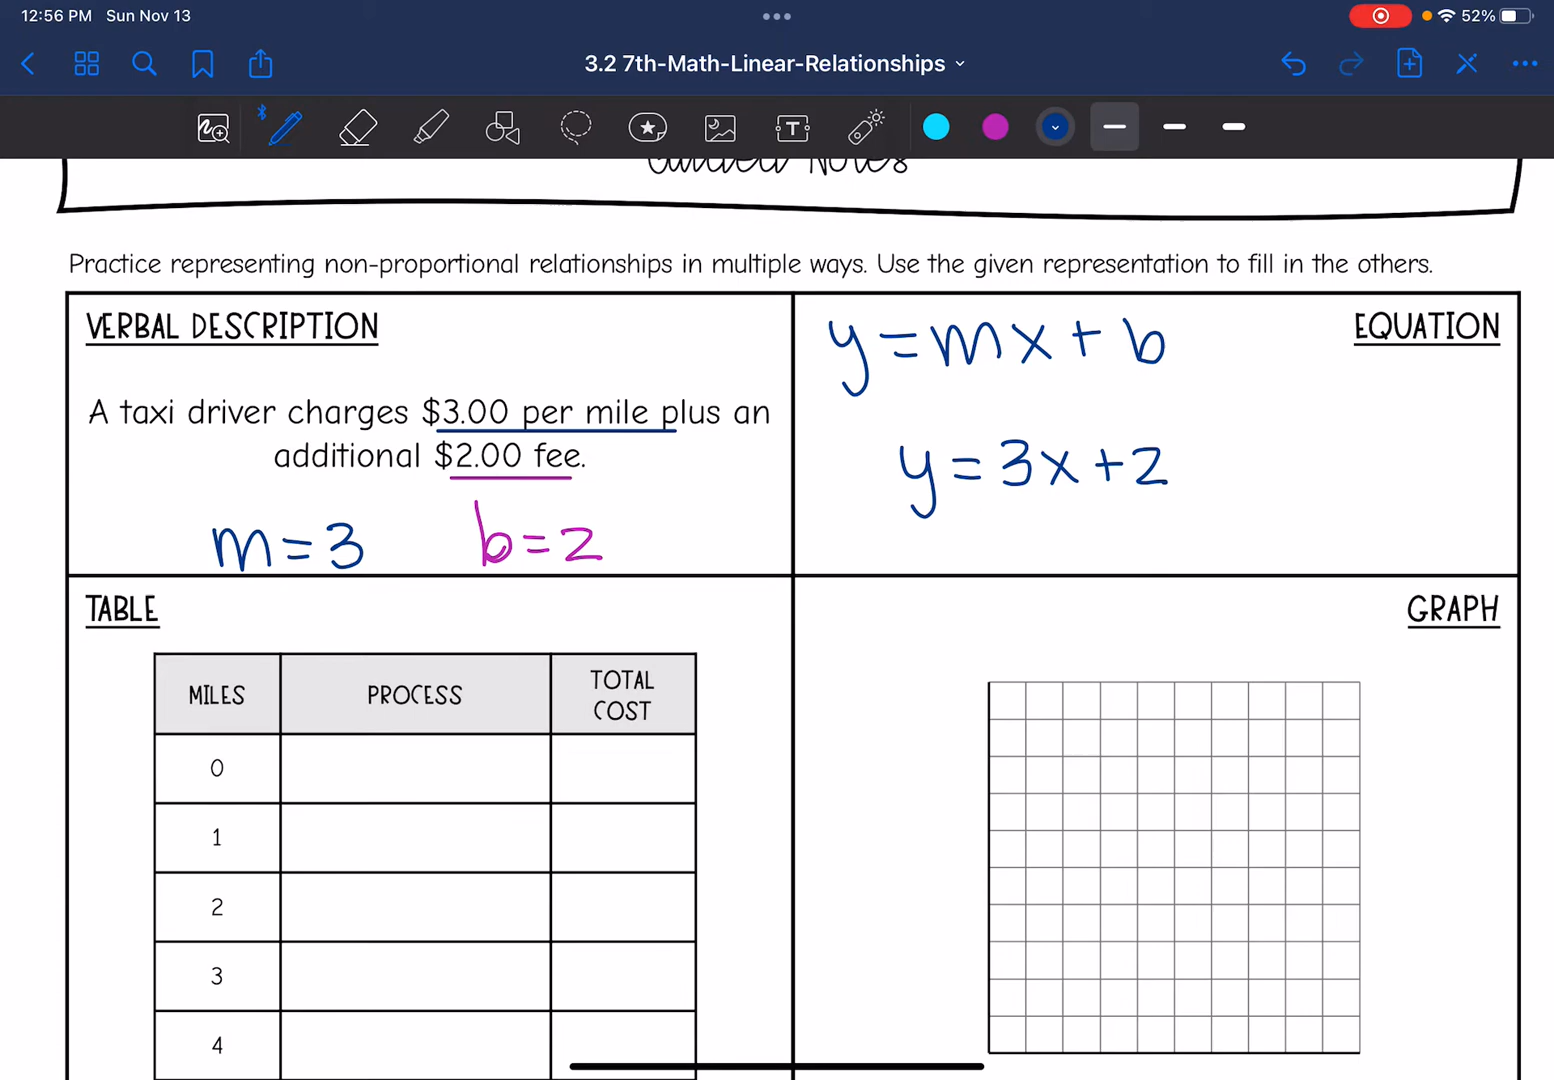 12:56 PM Sun Nov 13
52%
3.2 7th-Math-Linear-Relationships
T
Guided Notes
Practice representing non-proportional relationships in multiple ways. Use the given representation to fill in the others.
VERBAL DESCRIPTION
A taxi driver charges $3.00 per mile plus an
additional $2.00 fee.
m=3 b=2
EQUATION
y=mx+b
y=3x+2
TABLE
MILES PROCESS TOTAL COST
0
1
2
3
4
GRAPH